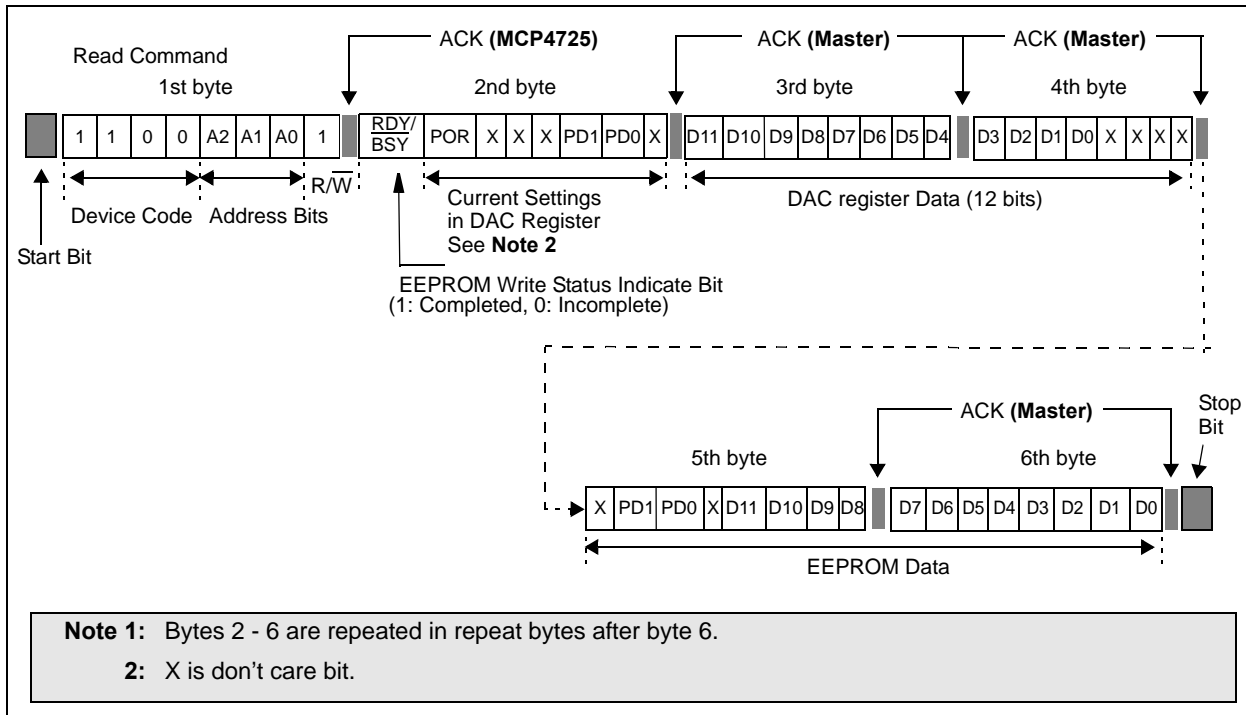 ACK (MCP4725)
ACK (Master)
ACK (Master)
Read Command
1st byte
2nd byte
3rd byte
4th byte
1 1 0 0 A2 A1 A0 1
RDY/
BSY
POR X X X PD1 PD0 X
D11 D10 D9 D8 D7 D6 D5 D4
D3 D2 D1 D0 X X X X
R/W
Device Code
Address Bits
Start Bit
Current Settings
in DAC Register
See Note 2
DAC register Data (12 bits)
EEPROM Write Status Indicate Bit
(1: Completed, 0: Incomplete)
ACK (Master)
Stop
Bit
5th byte
6th byte
X PD1 PD0 X D11 D10 D9 D8
D7 D6 D5 D4 D3 D2 D1 D0
EEPROM Data
Note 1: Bytes 2 - 6 are repeated in repeat bytes after byte 6.
2: X is don't care bit.